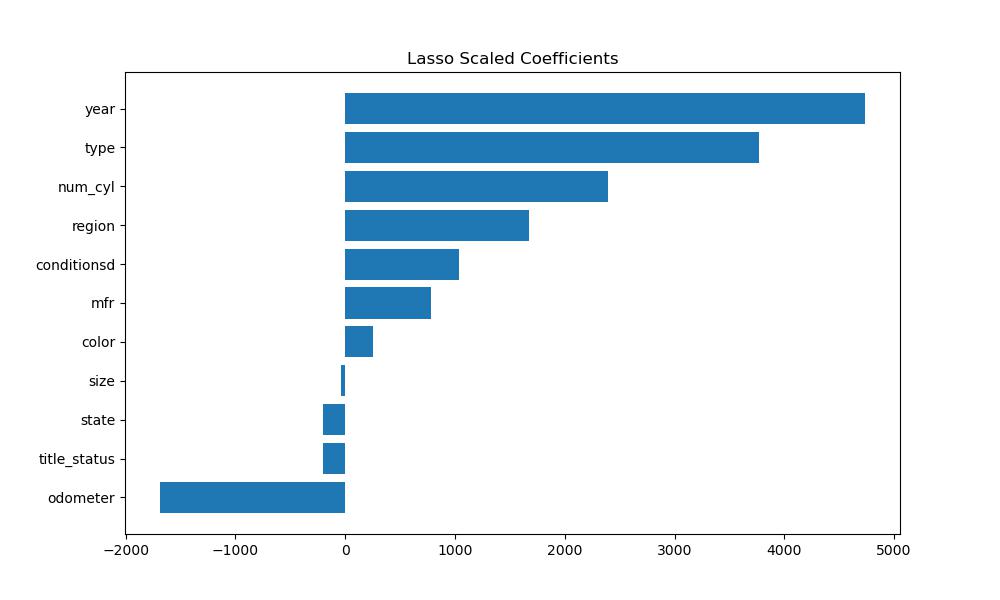 Lasso Scaled Coefficients
year
type
num_cyl
region
conditionsd
mfr
color
size
state
title_status
odometer
−2000 −1000 0 1000 2000 3000 4000 5000